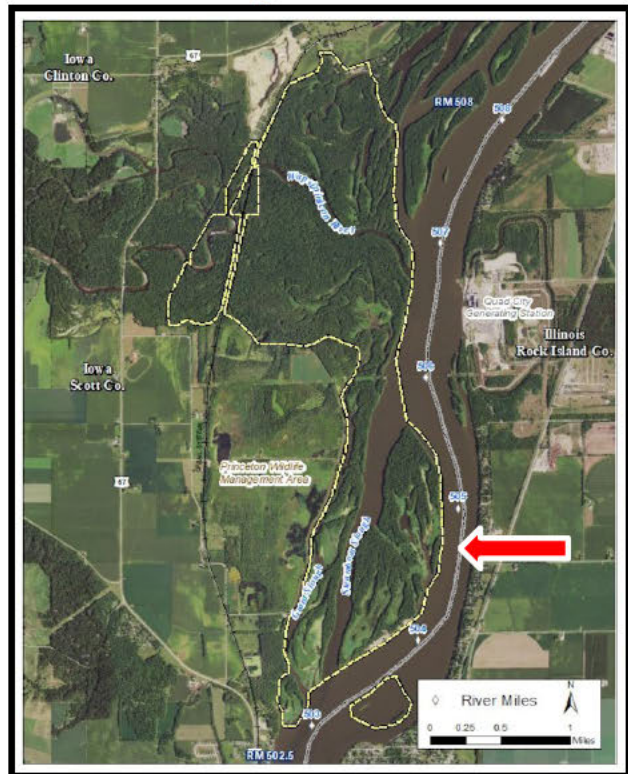 Iowa
Clinton Co.
67
RM 508
508
Wapsipinicon River
507
Quad City
Generating Station
Illinois
Rock Island Co.
506
Iowa
Scott Co.
Princeton Wildlife
Management Area
67
505
504
503
RM 502.5
River Miles
N
0 0.25 0.5 1
Miles